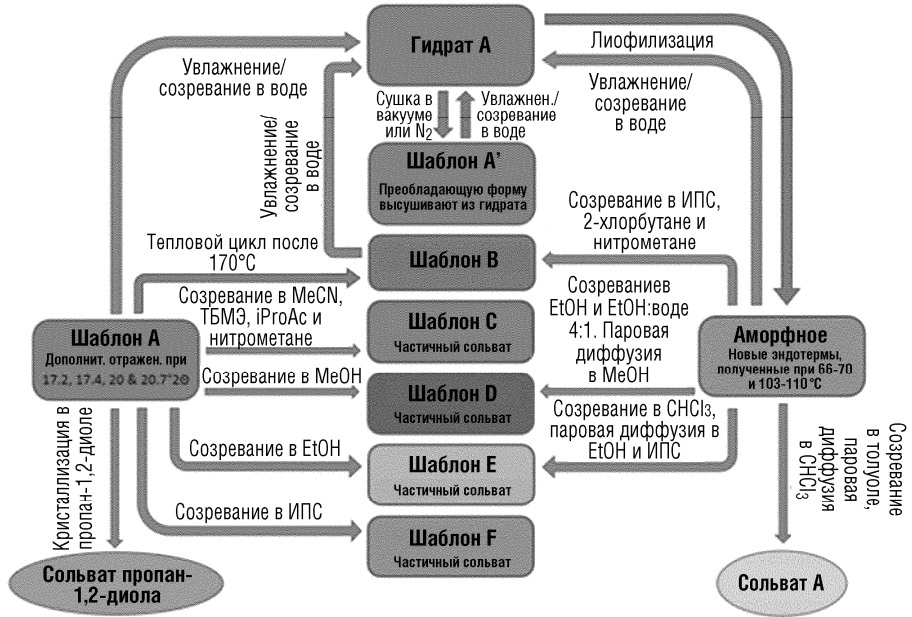 Гидрат А
Лиофилизация
Увлажнение/
созревание в воде
Увлажнение/
созревание
в воде
Сушка в
вакууме
или N2
Увлажнен./
созревание
в воде
Увлажнение/
созревание
в воде
Шаблон А’
Преобладающую форму
высушивают из гидрата
Созревание в ИПС,
2-хлорбутане и
нитрометане
Тепловой цикл после
170°С
Шаблон В
Созревание в MeCN,
ТБМЭ, iProAc и
нитрометане
Шаблон С
Частичный сольват
Созреваниев
EtOH и EtOH:воде
4:1. Паровая
диффузия
в MeOH
Шаблон А
Дополнит. отражен. при
17.2, 17.4, 20 & 20.7°2Θ
Аморфное
Новые эндотермы,
полученные при 66-70
и 103-110°С
Созревание в MeOH
Шаблон D
Частичный сольват
Созревание в CHCl3,
паровая диффузия в
EtOH и ИПС
Созревание в EtOH
Шаблон Е
Частичный сольват
Кристаллизация в
пропан-1,2-диоле
Созревание
в толуоле,
паровая
диффузия
в CHCl3
Созревание в ИПС
Шаблон F
Частичный сольват
Сольват пропан-
1,2-диола
Сольват А